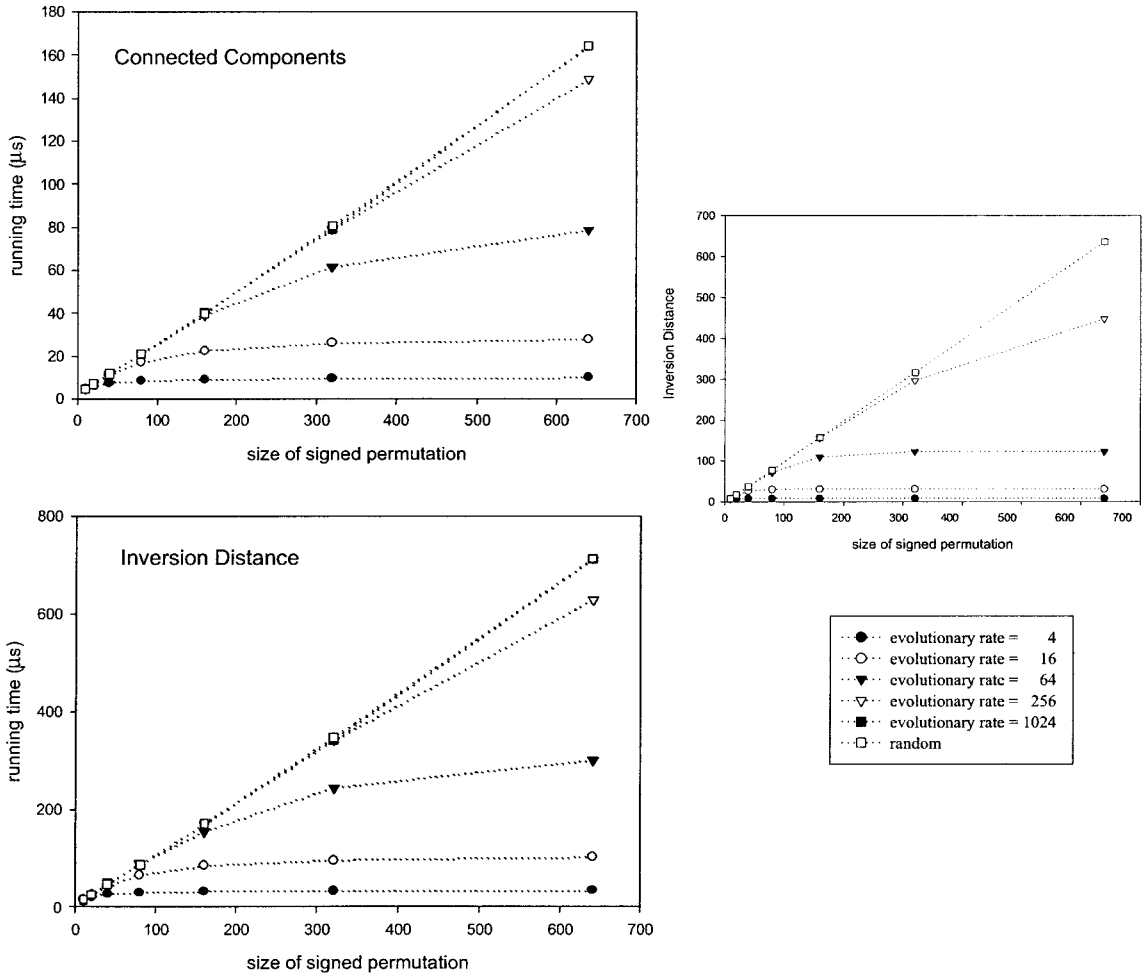 180
160
140
120
100
80
60
40
20
0
running time (µs)
Connected Components
0 100 200 300 400 500 600 700
size of signed permutation
700
600
500
400
300
200
100
0
Inversion Distance
0 100 200 300 400 500 600 700
size of signed permutation
800
600
400
200
0
running time (µs)
Inversion Distance
0 100 200 300 400 500 600 700
size of signed permutation
evolutionary rate = 4
evolutionary rate = 16
evolutionary rate = 64
evolutionary rate = 256
evolutionary rate = 1024
random